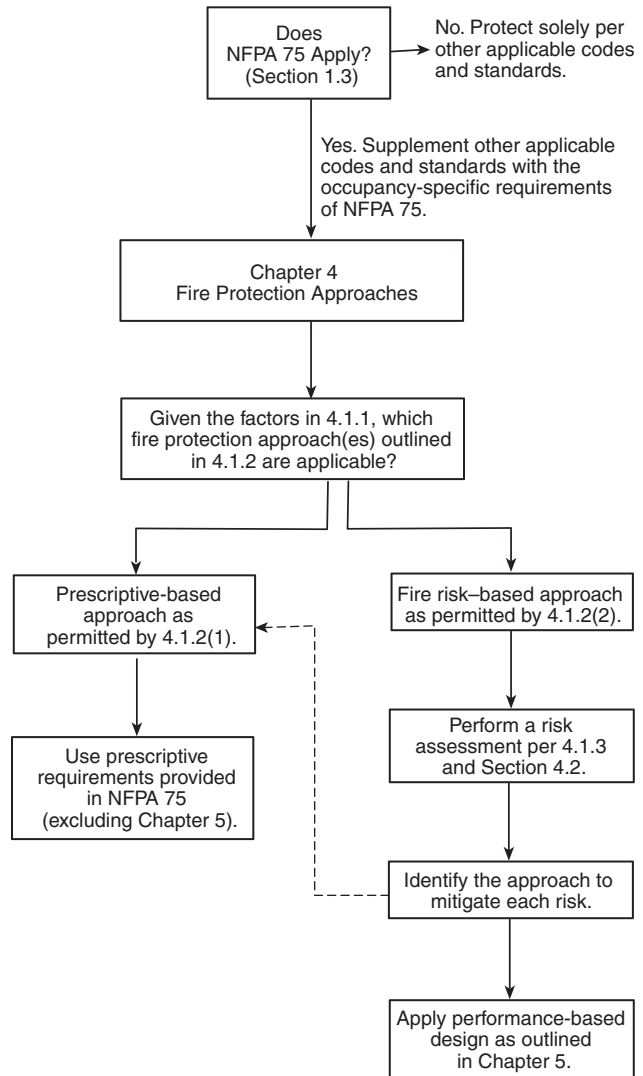 Does
NFPA 75 Apply?
(Section 1.3)
No. Protect solely per
other applicable codes
and standards.
Yes. Supplement other applicable
codes and standards with the
occupancy-specific requirements
of NFPA 75.
Chapter 4
Fire Protection Approaches
Given the factors in 4.1.1, which
fire protection approach(es) outlined
in 4.1.2 are applicable?
Prescriptive-based
approach as
permitted by 4.1.2(1).
Fire risk–based approach
as permitted by 4.1.2(2).
Use prescriptive
requirements provided
in NFPA 75
(excluding Chapter 5).
Perform a risk
assessment per 4.1.3
and Section 4.2.
Identify the approach to
mitigate each risk.
Apply performance-based
design as outlined
in Chapter 5.